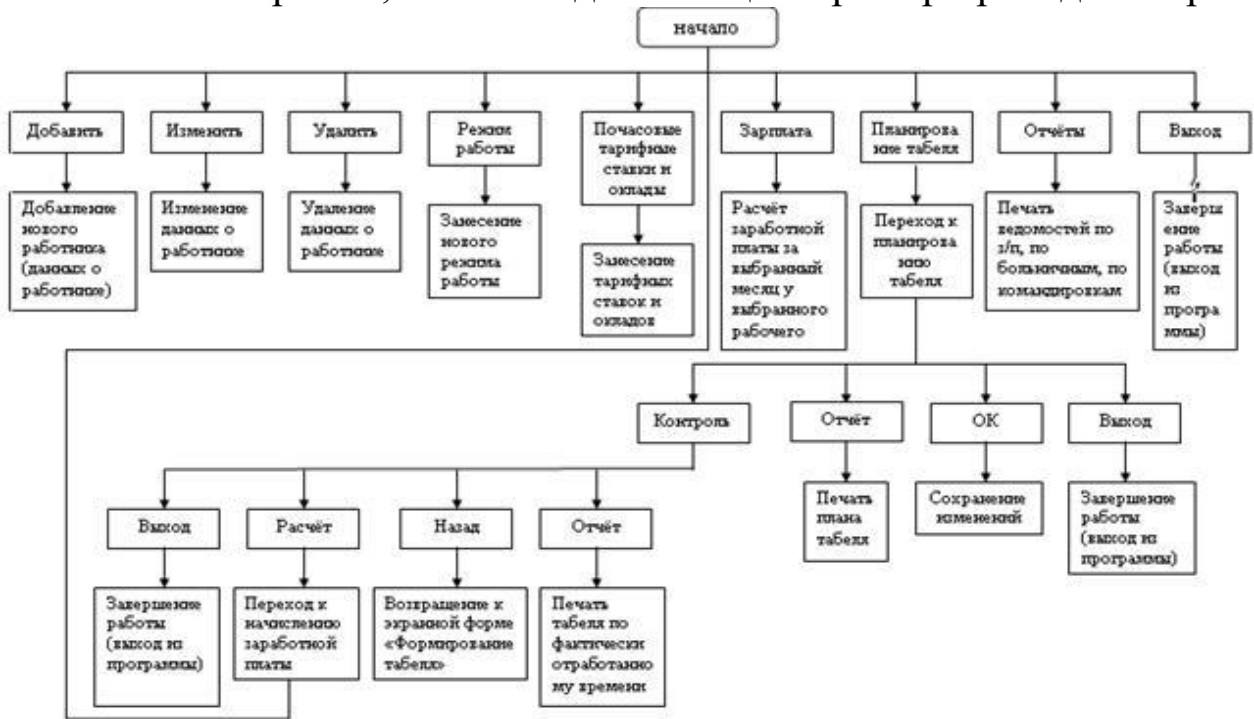 начало
Добавить
Изменить
Удалить
Режим
работы
Почасовые
тарифные
ставки и
оклады
Зарплата
Планирова
ние табеля
Отчёты
Выход
Добавление
нового
работника
(данных о
работнике)
Изменение
данных о
работнике
Удаление
данных о
работнике
Занесение
нового
режима
работы
Занесение
тарифных
ставок и
окладов
Расчёт
заработной
платы за
выбранный
месяц у
выбранного
рабочего
Переход к
планирова
нию
табеля
Печать
ведомостей по
з/п, по
больничным, по
командировкам
Заверш
ение
работы
(выход
из
програ
ммы)
Контроль
Отчёт
ОК
Выход
Печать
плана
табеля
Сохранение
изменений
Завершение
работы
(выход из
программы)
Выход
Расчёт
Назад
Отчёт
Завершение
работы
(выход из
программы)
Переход к
начислению
заработной
платы
Возвращение к
экранной форме
«Формирование
табеля»
Печать
табеля по
фактически
отработанно
му времени